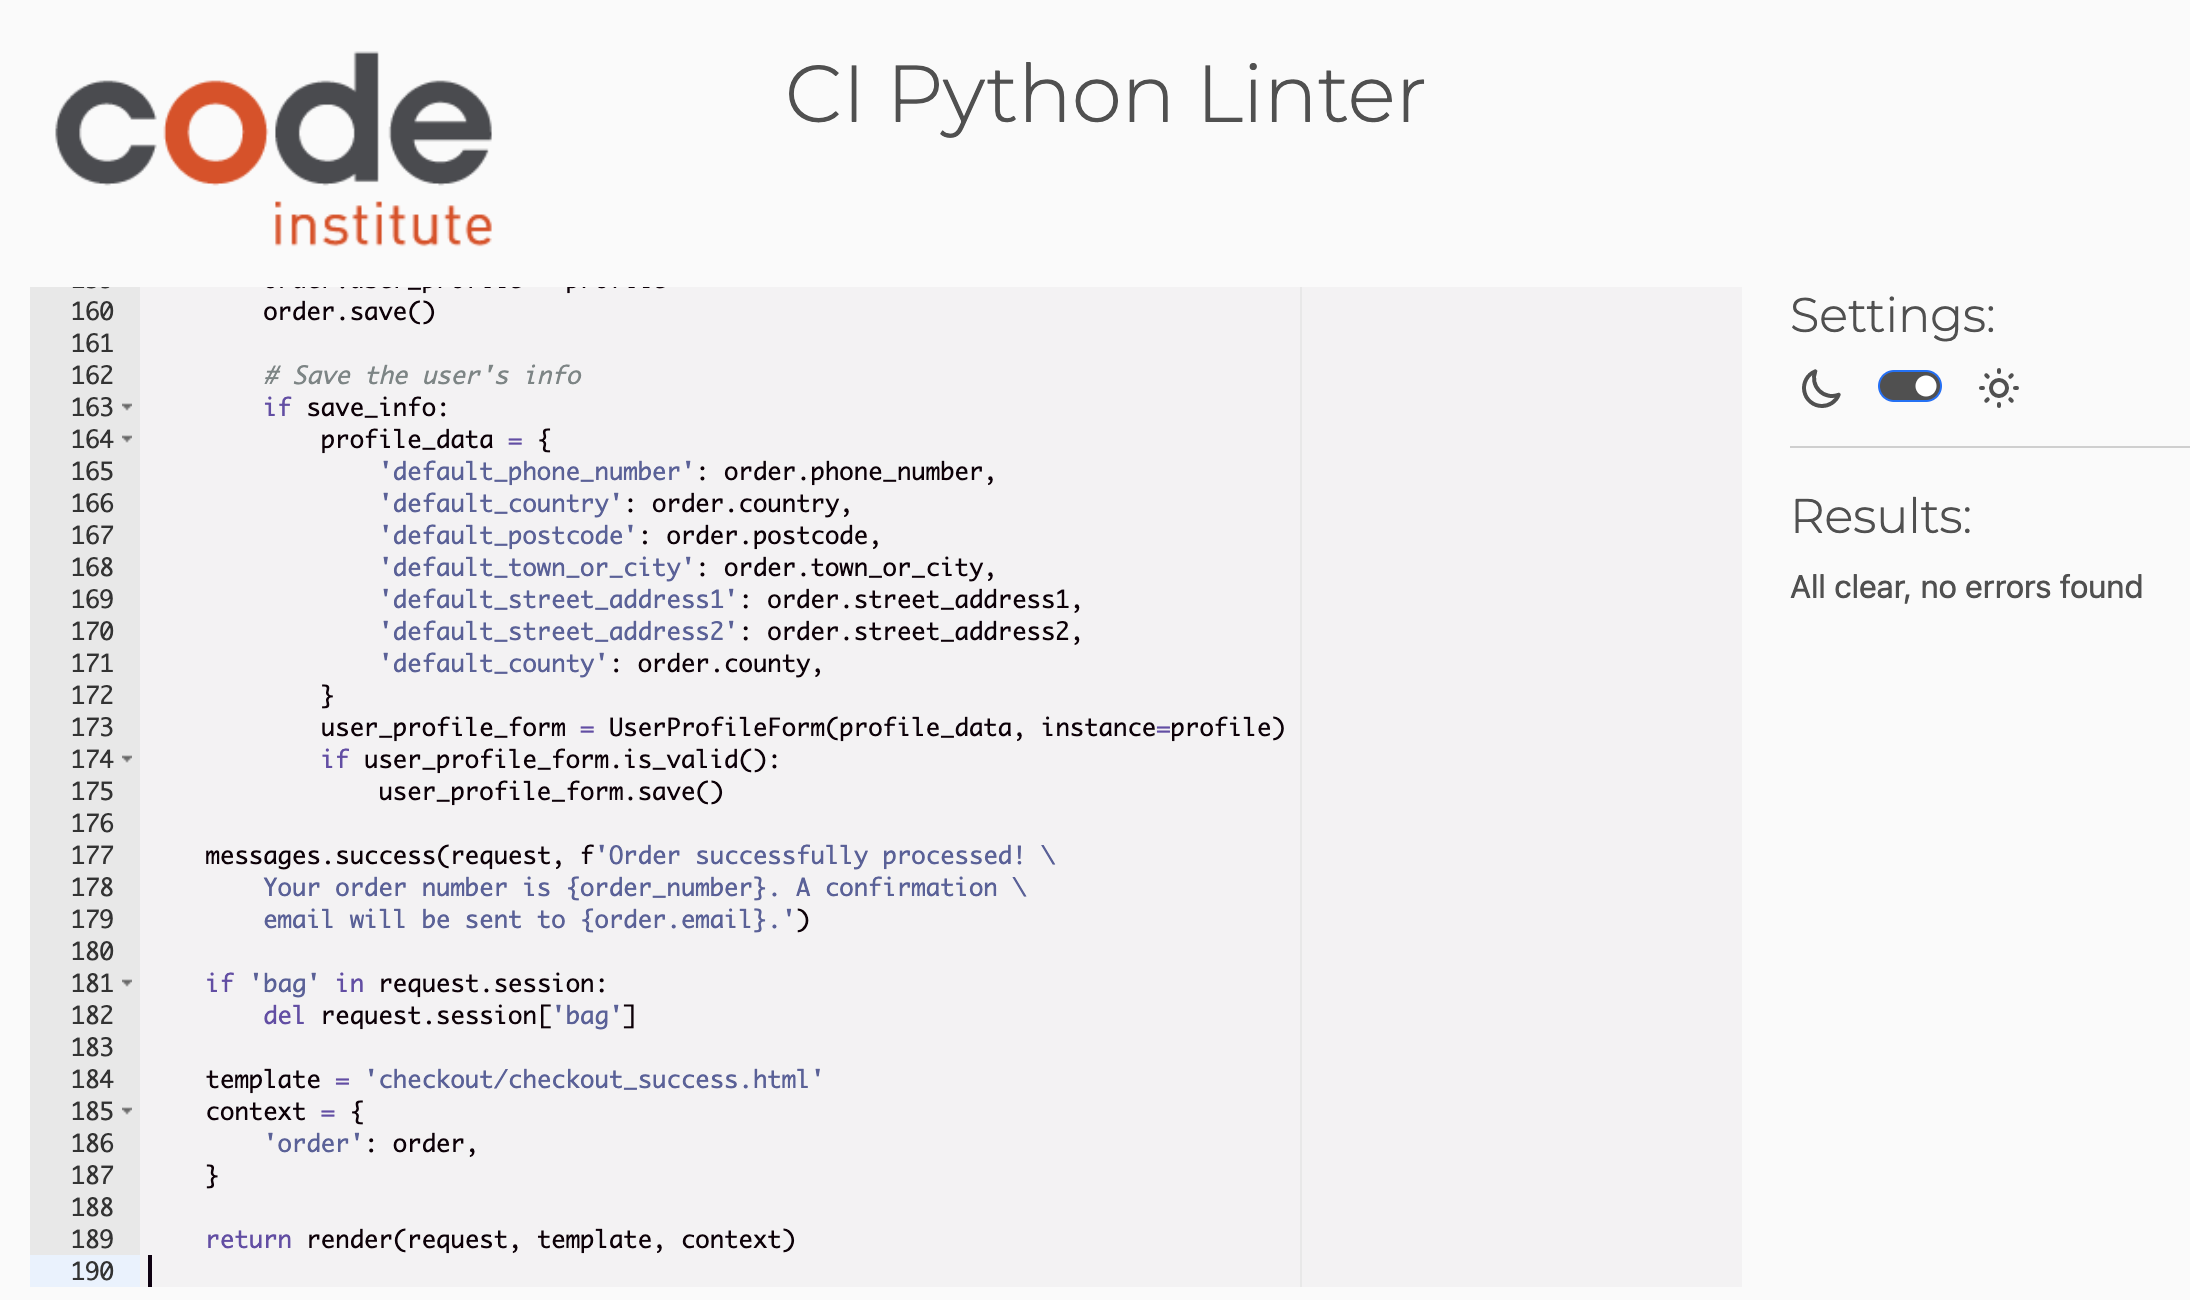 code
institute
CI Python Linter
160 order.save()
161
162 # Save the user's info
163 if save_info:
164 profile_data = {
165 'default_phone_number': order.phone_number,
166 'default_country': order.country,
167 'default_postcode': order.postcode,
168 'default_town_or_city': order.town_or_city,
169 'default_street_address1': order.street_address1,
170 'default_street_address2': order.street_address2,
171 'default_county': order.county,
172 }
173 user_profile_form = UserProfileForm(profile_data, instance=profile)
174 if user_profile_form.is_valid():
175 user_profile_form.save()
176
177 messages.success(request, f'Order successfully processed! \
178 Your order number is {order_number}. A confirmation \
179 email will be sent to {order.email}.')
180
181 if 'bag' in request.session:
182 del request.session['bag']
183
184 template = 'checkout/checkout_success.html'
185 context = {
186 'order': order,
187 }
188
189 return render(request, template, context)
190
Settings:
Results:
All clear, no errors found